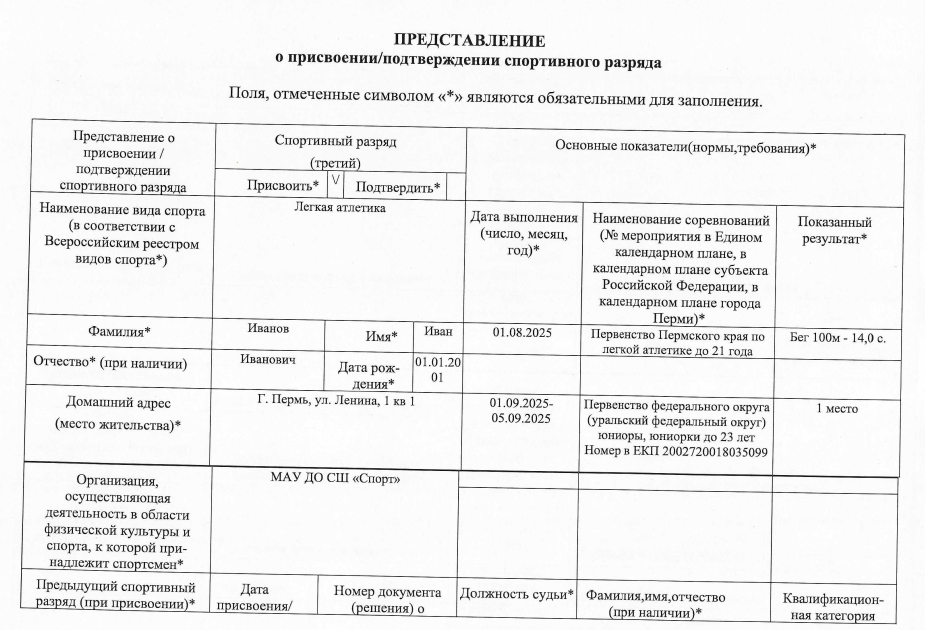 ПРЕДСТАВЛЕНИЕ
о присвоении/подтверждении спортивного разряда
Поля, отмеченные символом «*» являются обязательными для заполнения.
Представление о
присвоении /
подтверждении
спортивного разряда
Спортивный разряд
(третий)
Присвоить*
V
Подтвердить*
Основные показатели(нормы,требования)*
Наименование вида спорта
(в соответствии с
Всероссийским реестром
видов спорта*)
Легкая атлетика
Дата выполнения
(число, месяц,
год)*
Наименование соревнований
(№ мероприятия в Едином
календарном плане, в
календарном плане субъекта
Российской Федерации, в
календарном плане города
Перми)*
Показанный
результат*
Фамилия*
Иванов
Имя*
Иван
01.08.2025
Первенство Пермского края по
легкой атлетике до 21 года
Бег 100м - 14,0 с.
Отчество* (при наличии)
Иванович
Дата рож-
дения*
01.01.20
01
Домашний адрес
(место жительства)*
Г. Пермь, ул. Ленина, 1 кв 1
01.09.2025-
05.09.2025
Первенство федерального округа
(уральский федеральный округ)
юниоры, юниорки до 23 лет
Номер в ЕКП 2002720018035099
1 место
Организация,
осуществляющая
деятельность в области
физической культуры и
спорта, к которой при-
надлежит спортсмен*
МАУ ДО СШ «Спорт»
Предыдущий спортивный
разряд (при присвоении)*
Дата
присвоения/
Номер документа
(решения) о
Должность судьи*
Фамилия,имя,отчество
(при наличии)*
Квалификацион-
ная категория